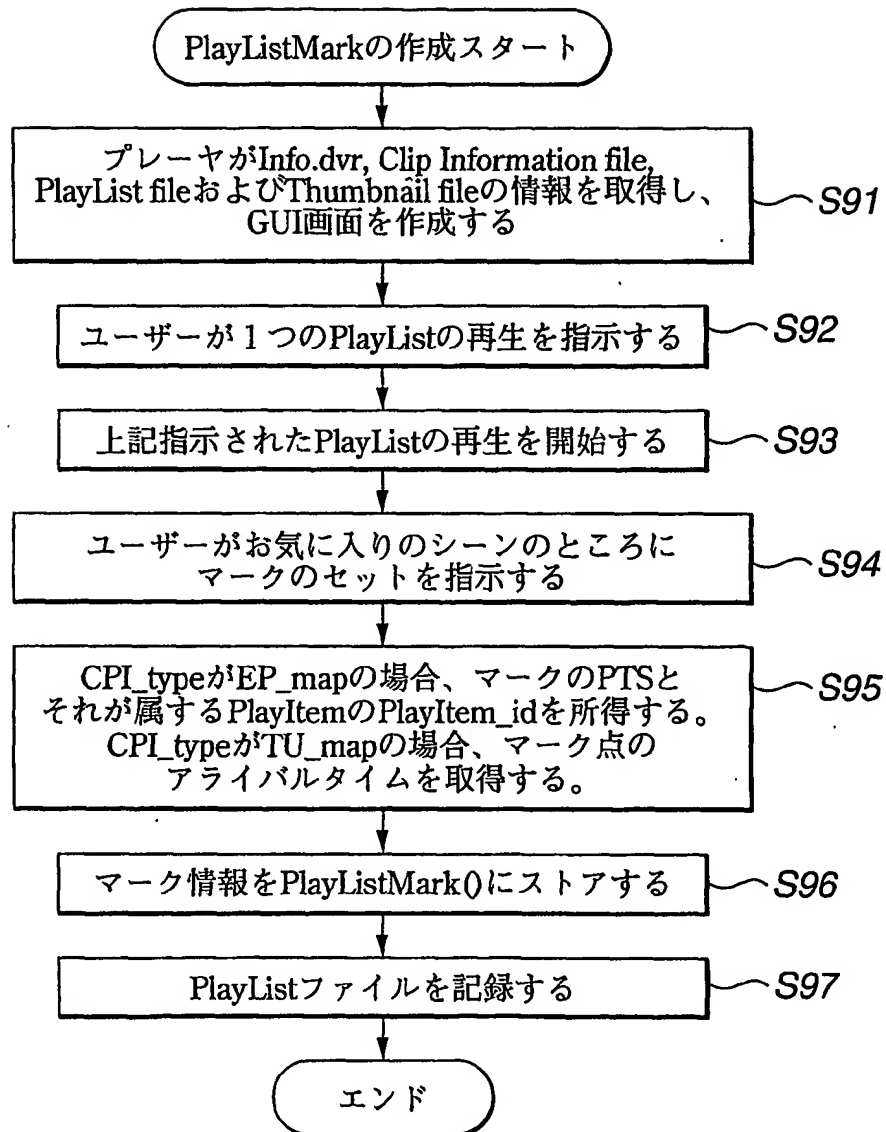 PlayListMarkの作成スタート
プレーヤがInfo.dvr, Clip Information file,
PlayList fileおよびThumbnail fileの情報を取得し、
GUI画面を作成する
S91
ユーザーが１つのPlayListの再生を指示する
S92
上記指示されたPlayListの再生を開始する
S93
ユーザーがお気に入りのシーンのところに
マークのセットを指示する
S94
CPI_typeがEP_mapの場合、マークのPTSと
それが属するPlayItemのPlayItem_idを所得する。
CPI_typeがTU_mapの場合、マーク点の
アライバルタイムを取得する。
S95
マーク情報をPlayListMark()にストアする
S96
PlayListファイルを記録する
S97
エンド